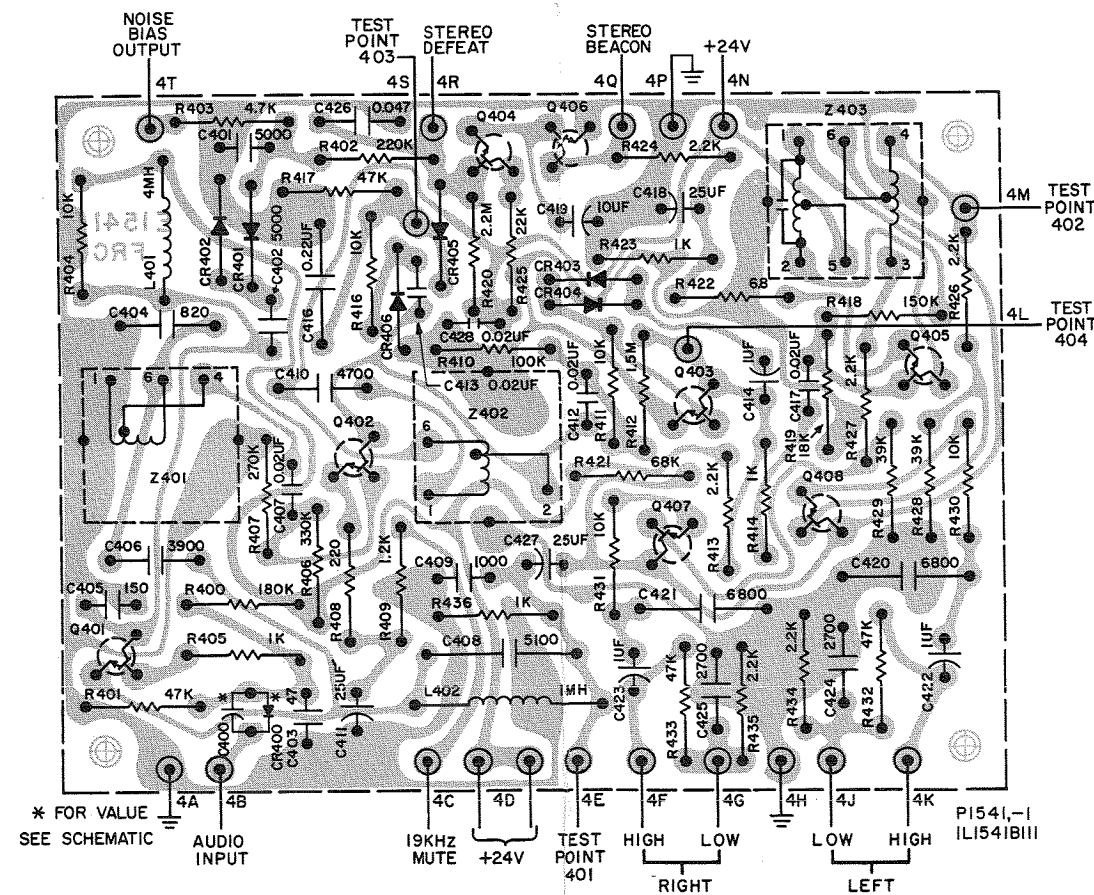 NOISE
BIAS
OUTPUT
TEST
POINT
403
STEREO
DEFEAT
STEREO
BEACON
+24V
4T
4S
4R
4Q
4P
4N
R403
4.7K
C426
0.047
Q404
Q406
Z403
C401
5000
R402
220K
R424
2.2K
1
6
4
4MH
R417
47K
C418
25UF
10K
E1541
FRC
5000
0.22UF
10K
2.2M
22K
C419
10UF
4M
TEST
POINT
402
R404
L401
CR402
CR401
C402
C416
R416
CR406
CR405
R420
R425
R423
1K
CR403
CR404
R422
68
2
5
3
2.2K
R426
C404
820
C428
0.02UF
R418
150K
4L
TEST
POINT
404
R410
100K
Q405
1
6
4
C410
4700
C413 0.02UF
0.02UF
10K
1.5M
1UF
0.02UF
2.2K
Q403
Z402
C412
R411
R412
C414
C417
R419
18K
R427
Q402
6
Z401
270K
0.02UF
R421
68K
2.2K
1K
39K
39K
10K
Q408
R407
C407
330K
1
2
10K
Q407
R413
R414
R429
R428
R430
C406
3900
R406
220
1.2K
C427
25UF
C409
1000
C420
6800
C405
150
R400
180K
R408
R409
R436
1K
R431
C421
6800
Q401
R405
1K
C408
5100
1UF
47K
2700
2.2K
2.2K
2700
47K
1UF
R401
47K
*
*
47
25UF
L402
1MH
C423
R433
C425
R435
R434
C424
R432
C422
C400
CR400
C403
C411
4A
4B
4C
4D
4E
4F
4G
4H
4J
4K
* FOR VALUE
SEE SCHEMATIC
AUDIO
INPUT
19KHz
MUTE
+24V
TEST
POINT
401
HIGH
LOW
RIGHT
LOW
HIGH
LEFT
P1541,-1
1L1541B111